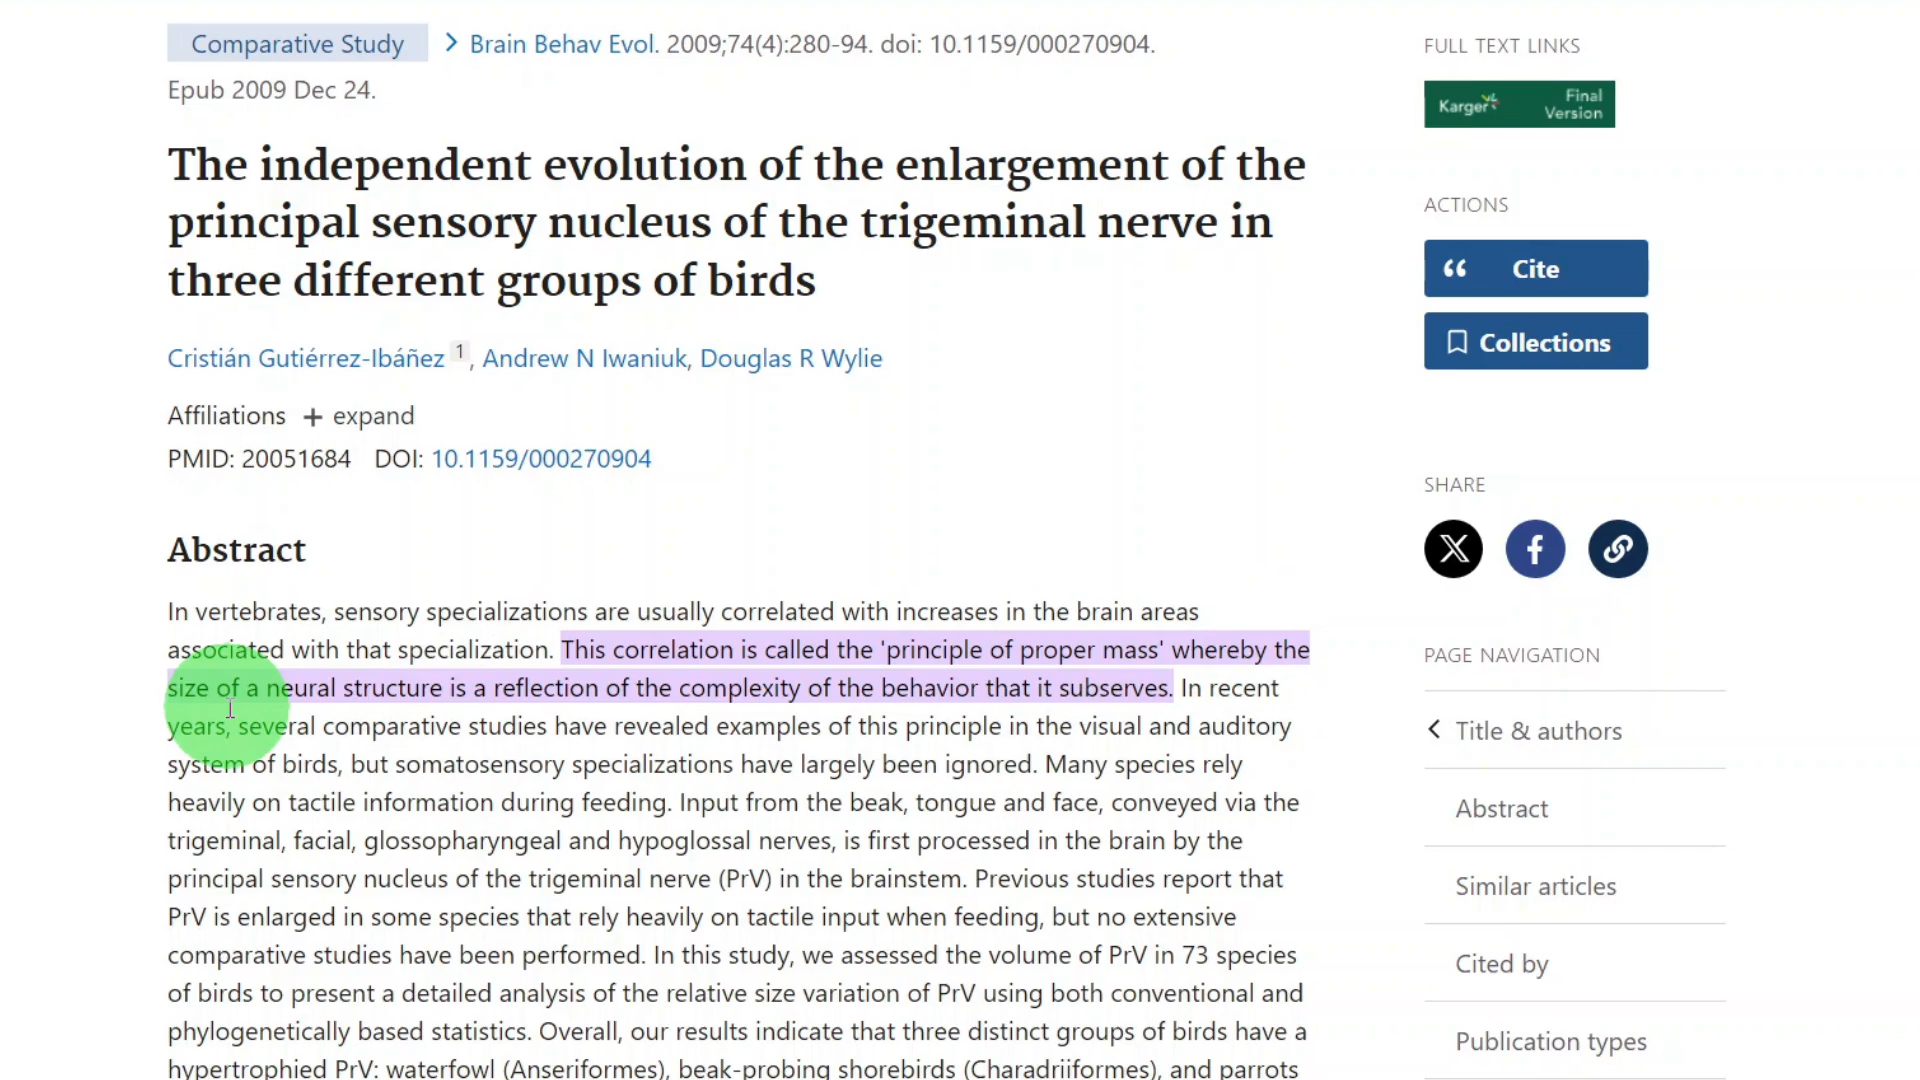 Comparative Study > Brain Behav Evol. 2009;74(4):280-94. doi: 10.1159/000270904.
Epub 2009 Dec 24.
The independent evolution of the enlargement of the
principal sensory nucleus of the trigeminal nerve in
three different groups of birds
Cristián Gutiérrez-Ibáñez 1, Andrew N Iwaniuk, Douglas R Wylie
Affiliations + expand
PMID: 20051684 DOI: 10.1159/000270904
Abstract
In vertebrates, sensory specializations are usually correlated with increases in the brain areas
associated with that specialization. This correlation is called the 'principle of proper mass' whereby the
size of a neural structure is a reflection of the complexity of the behavior that it subserves. In recent
years, several comparative studies have revealed examples of this principle in the visual and auditory
system of birds, but somatosensory specializations have largely been ignored. Many species rely
heavily on tactile information during feeding. Input from the beak, tongue and face, conveyed via the
trigeminal, facial, glossopharyngeal and hypoglossal nerves, is first processed in the brain by the
principal sensory nucleus of the trigeminal nerve (PrV) in the brainstem. Previous studies report that
PrV is enlarged in some species that rely heavily on tactile input when feeding, but no extensive
comparative studies have been performed. In this study, we assessed the volume of PrV in 73 species
of birds to present a detailed analysis of the relative size variation of PrV using both conventional and
phylogenetically based statistics. Overall, our results indicate that three distinct groups of birds have a
hypertrophied PrV: waterfowl (Anseriformes), beak-probing shorebirds (Charadriiformes), and parrots
FULL TEXT LINKS
Karger Final
Version
ACTIONS
Cite
Collections
SHARE
PAGE NAVIGATION
Title & authors
Abstract
Similar articles
Cited by
Publication types